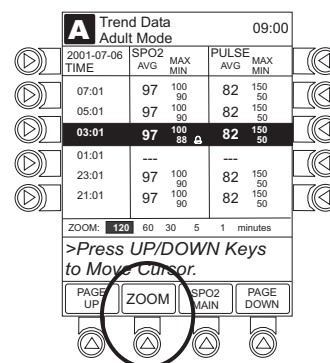 A Trend Data 09:00
Adult Mode
2001-07-06 SPO2 MAX PULSE MAX
TIME AVG MIN AVG MIN
07:01 97 100 90 82 150 50
05:01 97 100 90 82 150 50
03:01 97 100 88 82 150 50
01:01 --- ---
23:01 97 100 90 82 150 50
21:01 97 100 90 82 150 50
ZOOM: 120 60 30 5 1 minutes
>Press UP/DOWN Keys
to Move Cursor.
PAGE UP ZOOM SPO2 MAIN PAGE DOWN